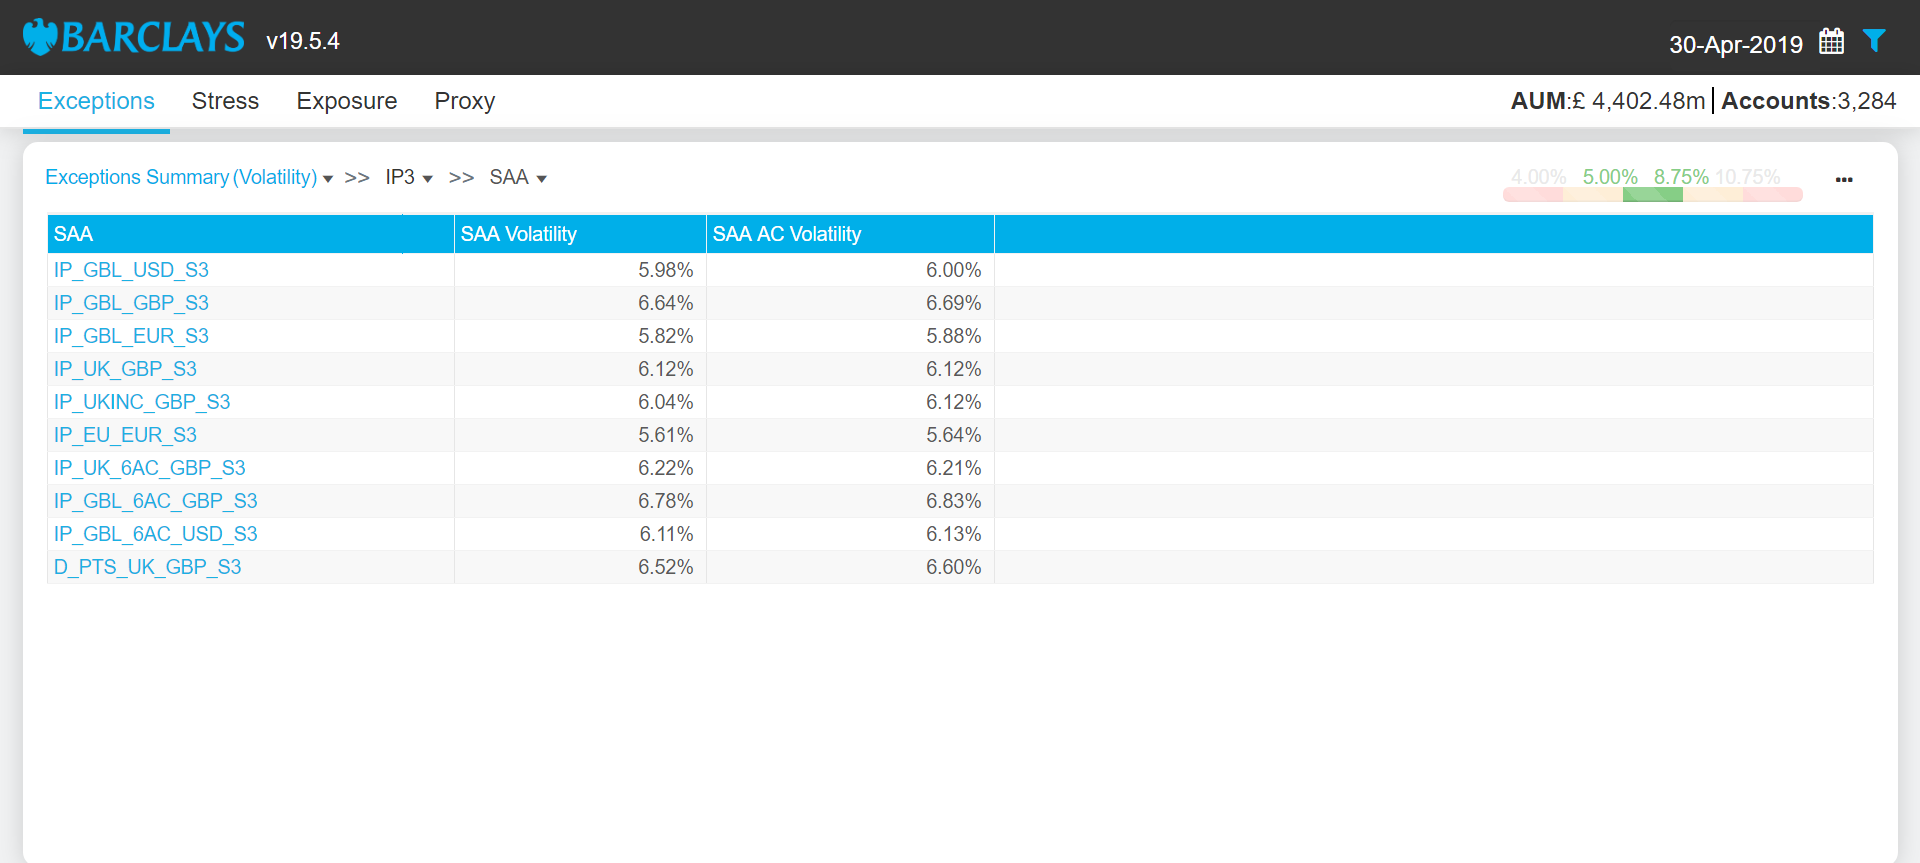 BARCLAYS v19.5.4 30-Apr-2019
Exceptions Stress Exposure Proxy AUM:£ 4,402.48m Accounts:3,284
Exceptions Summary (Volatility) >> IP3 >> SAA 4.00% 5.00% 8.75% 10.75% ...
SAA SAA Volatility SAA AC Volatility
IP_GBL_USD_S3 5.98% 6.00%
IP_GBL_GBP_S3 6.64% 6.69%
IP_GBL_EUR_S3 5.82% 5.88%
IP_UK_GBP_S3 6.12% 6.12%
IP_UKINC_GBP_S3 6.04% 6.12%
IP_EU_EUR_S3 5.61% 5.64%
IP_UK_6AC_GBP_S3 6.22% 6.21%
IP_GBL_6AC_GBP_S3 6.78% 6.83%
IP_GBL_6AC_USD_S3 6.11% 6.13%
D_PTS_UK_GBP_S3 6.52% 6.60%